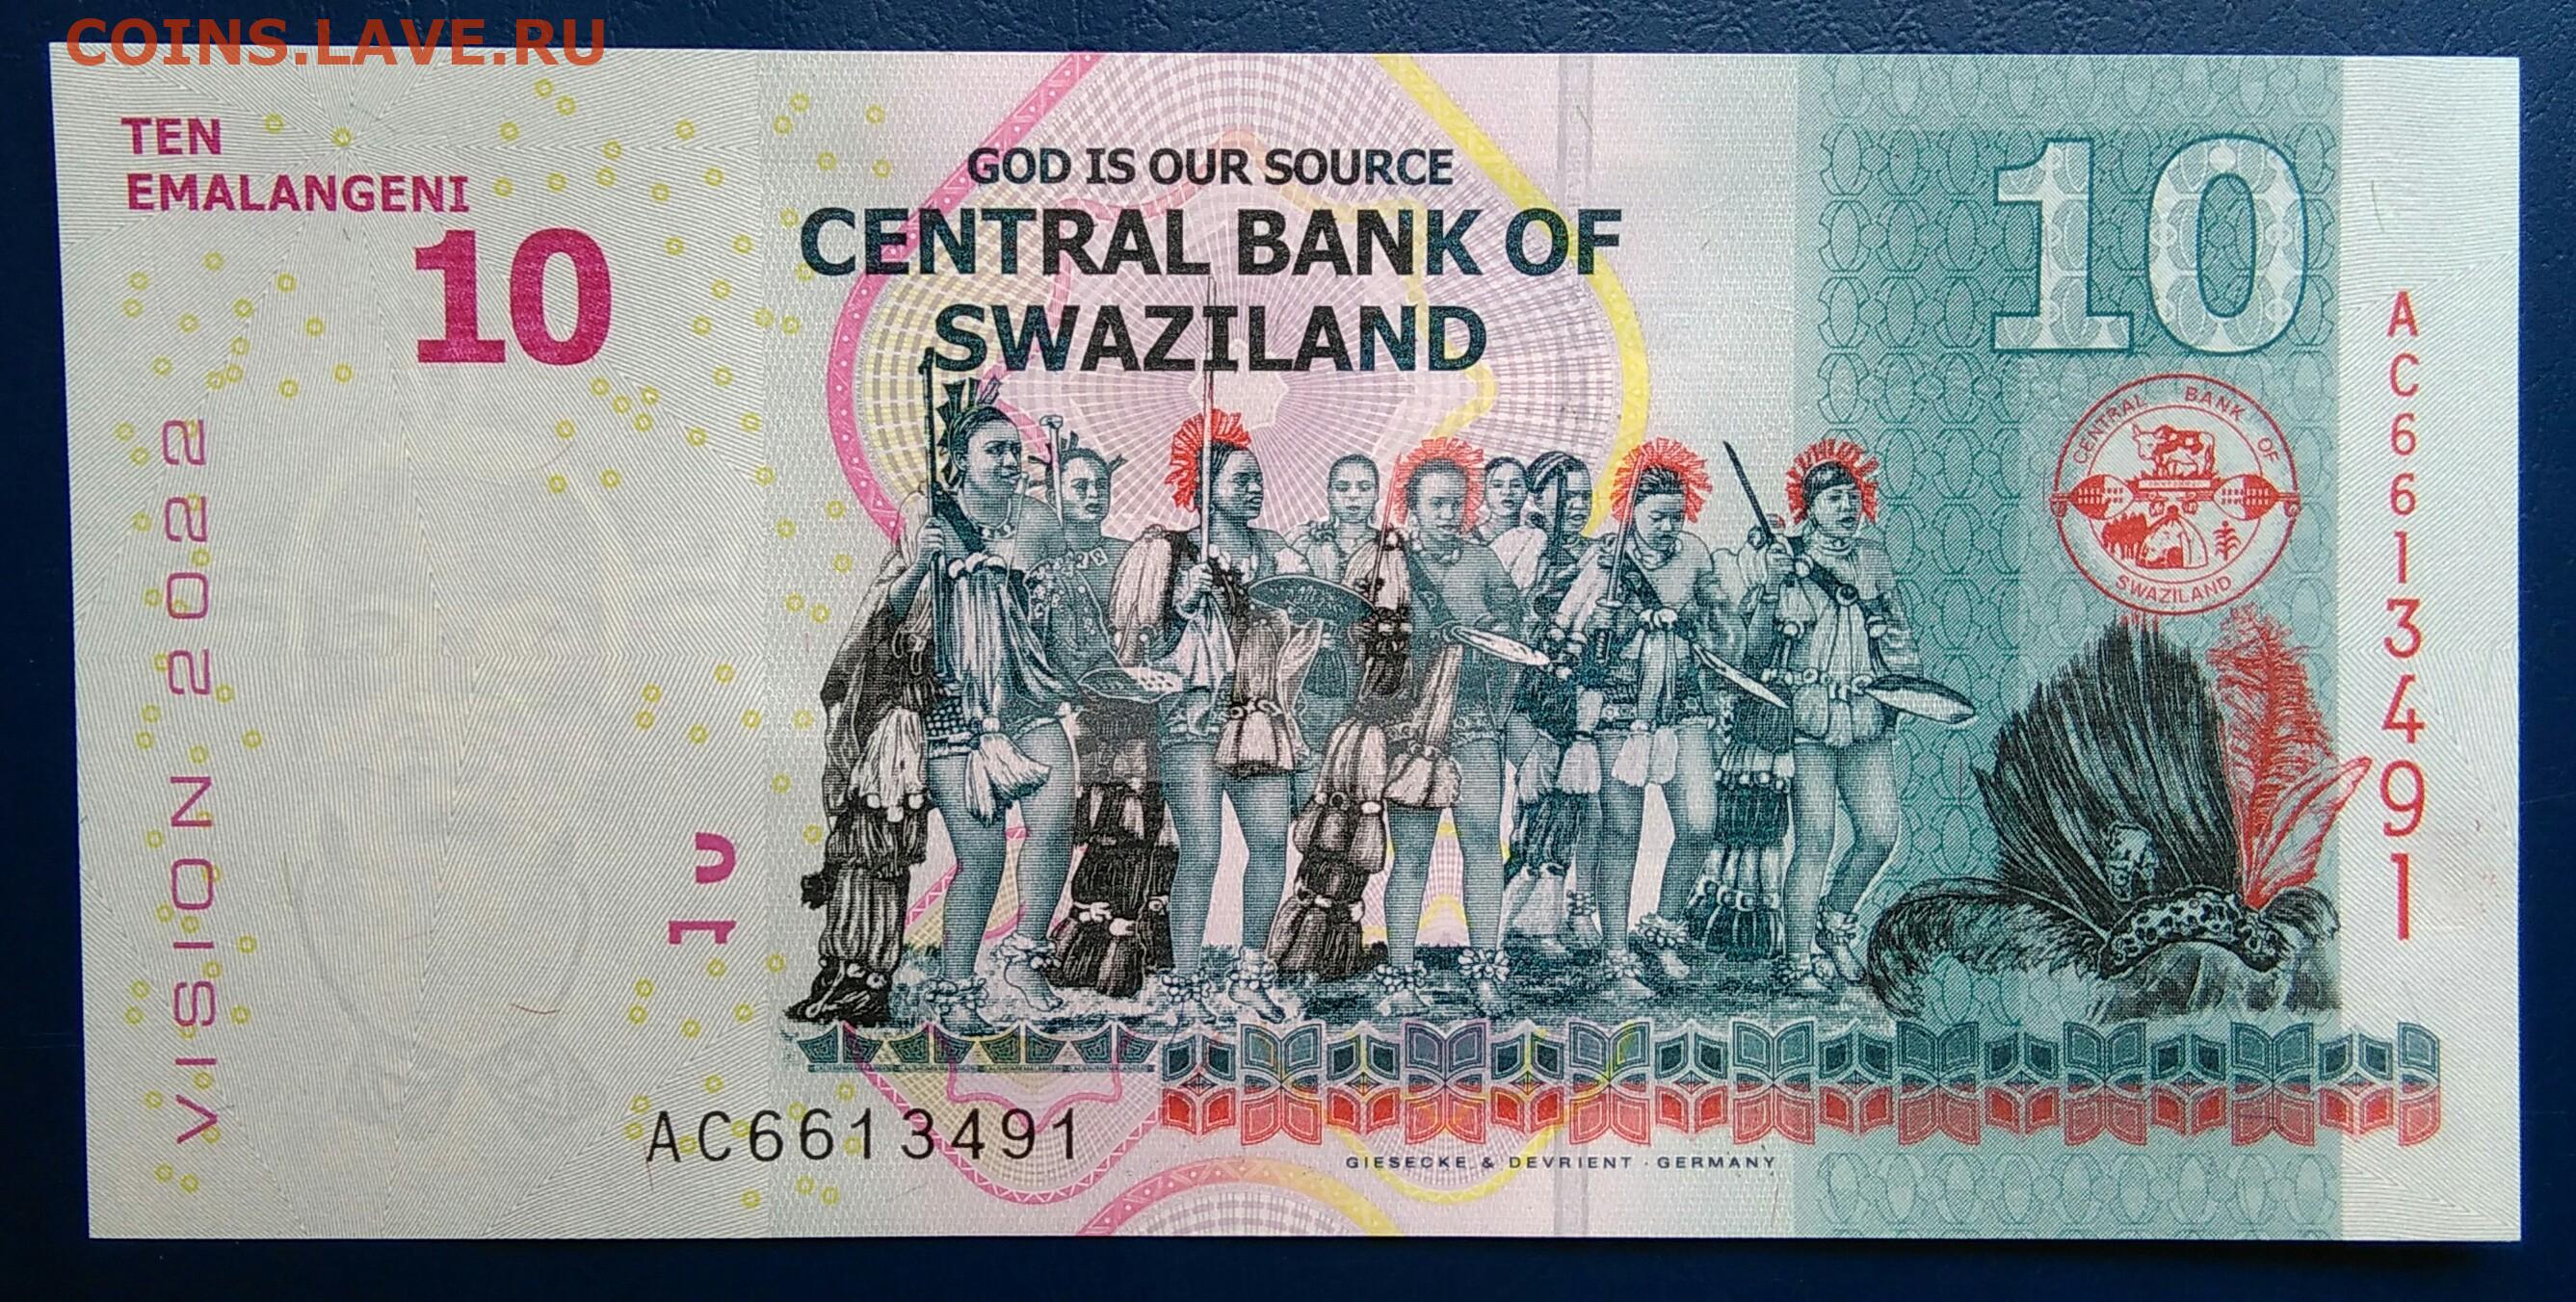 COINS.LAVE.RU
TEN
EMALANGENI
10
GOD IS OUR SOURCE
CENTRAL BANK OF
SWAZILAND
10
AC6613491
CENTRAL BANK OF
SWAZILAND
VISION 2022
AC6613491
GIESECKE & DEVRIENT · GERMANY